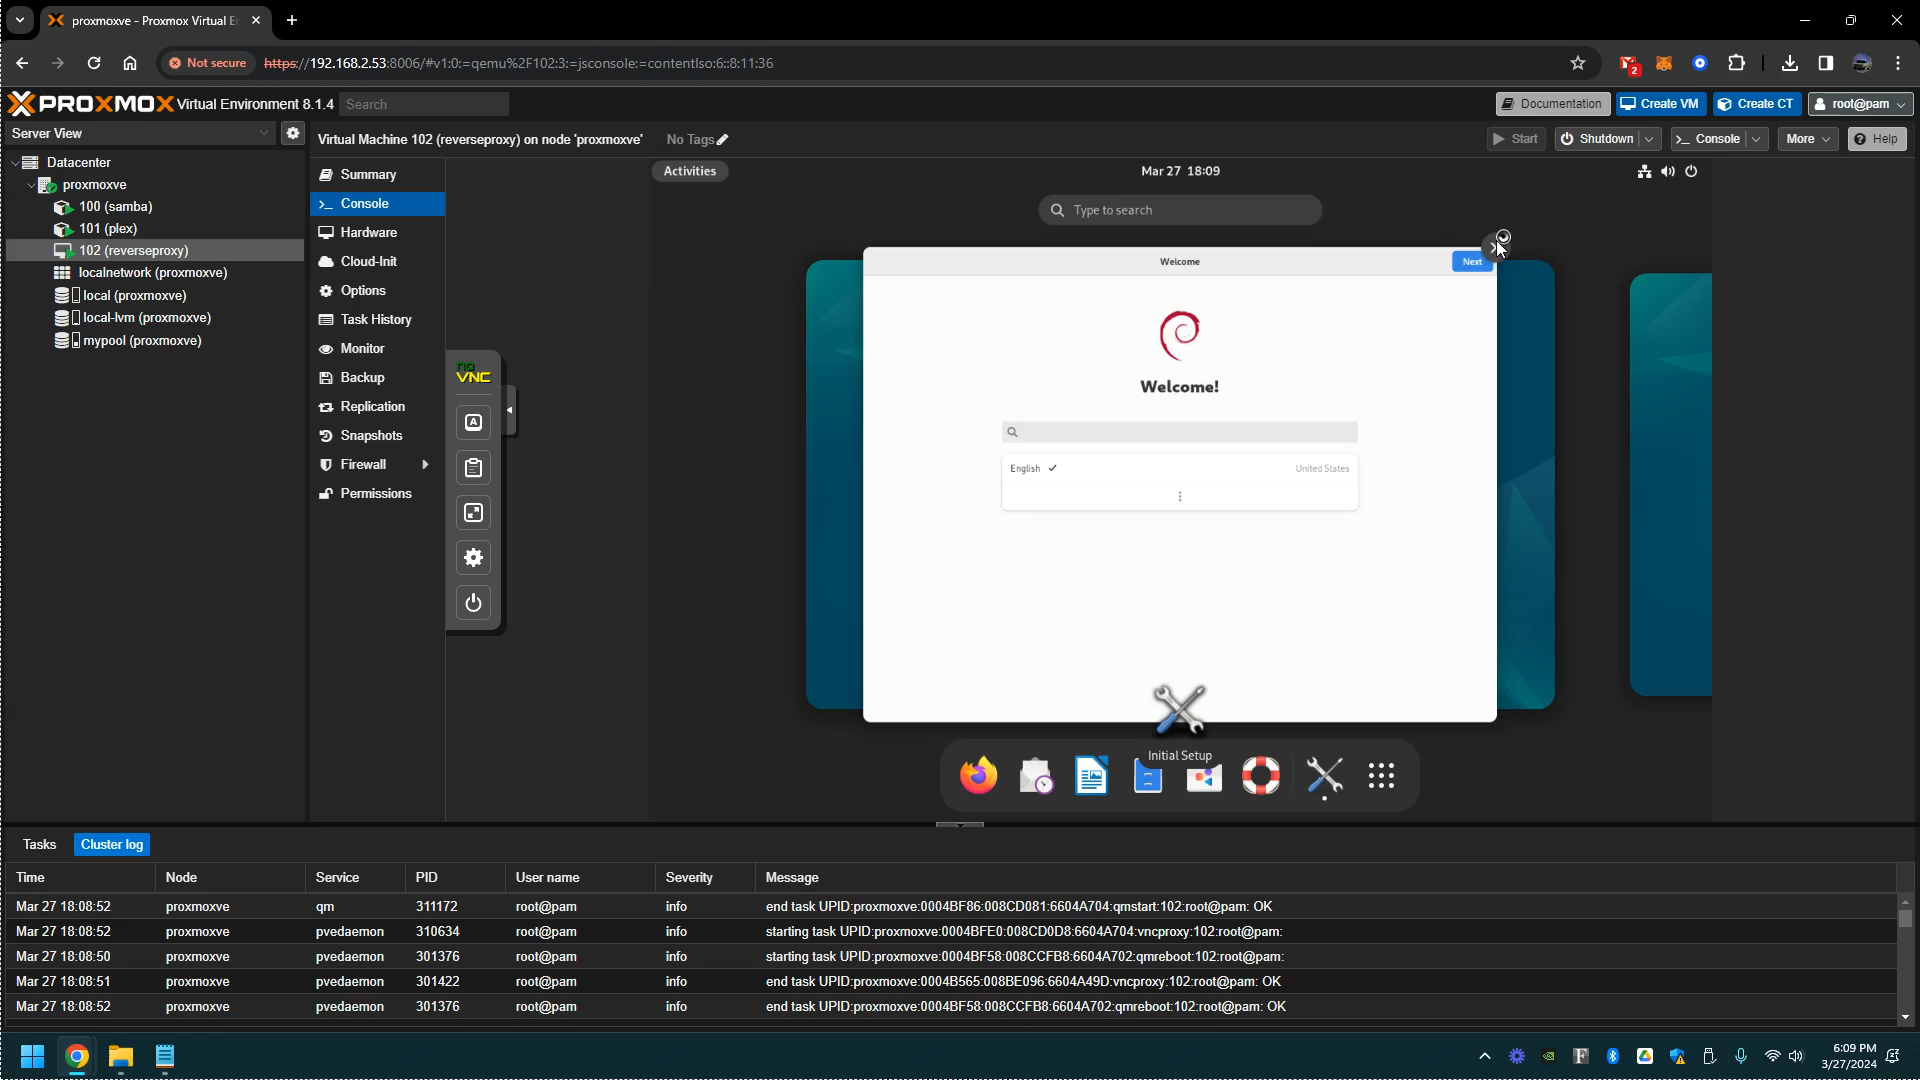 proxmoxve - Proxmox Virtual E
Not secure https://192.168.2.53:8006/#v1:0:=qemu%2F102:3:=jsconsole:=contentIso:6::8:11:36
2
PROXMOX Virtual Environment 8.1.4 Search Documentation Create VM Create CT root@pam
Server View
Virtual Machine 102 (reverseproxy) on node 'proxmoxve' No Tags Start Shutdown Console More Help
Datacenter
proxmoxve
100 (samba)
101 (plex)
102 (reverseproxy)
localnetwork (proxmoxve)
local (proxmoxve)
local-lvm (proxmoxve)
mypool (proxmoxve)
Summary
Console
Hardware
Cloud-Init
Options
Task History
Monitor
Backup
Replication
Snapshots
Firewall
Permissions
no
VNC
A
Activities Mar 27 18:09
Type to search
Welcome Next
Welcome!
English United States
Initial Setup
Tasks Cluster log
Time Node Service PID User name Severity Message
Mar 27 18:08:52 proxmoxve qm 311172 root@pam info end task UPID:proxmoxve:0004BF86:008CD081:6604A704:qmstart:102:root@pam: OK
Mar 27 18:08:52 proxmoxve pvedaemon 310634 root@pam info starting task UPID:proxmoxve:0004BFE0:008CD0D8:6604A704:vncproxy:102:root@pam:
Mar 27 18:08:50 proxmoxve pvedaemon 301376 root@pam info starting task UPID:proxmoxve:0004BF58:008CCFB8:6604A702:qmreboot:102:root@pam:
Mar 27 18:08:51 proxmoxve pvedaemon 301422 root@pam info end task UPID:proxmoxve:0004B565:008BE096:6604A49D:vncproxy:102:root@pam: OK
Mar 27 18:08:52 proxmoxve pvedaemon 301376 root@pam info end task UPID:proxmoxve:0004BF58:008CCFB8:6604A702:qmreboot:102:root@pam: OK
6:09 PM
3/27/2024